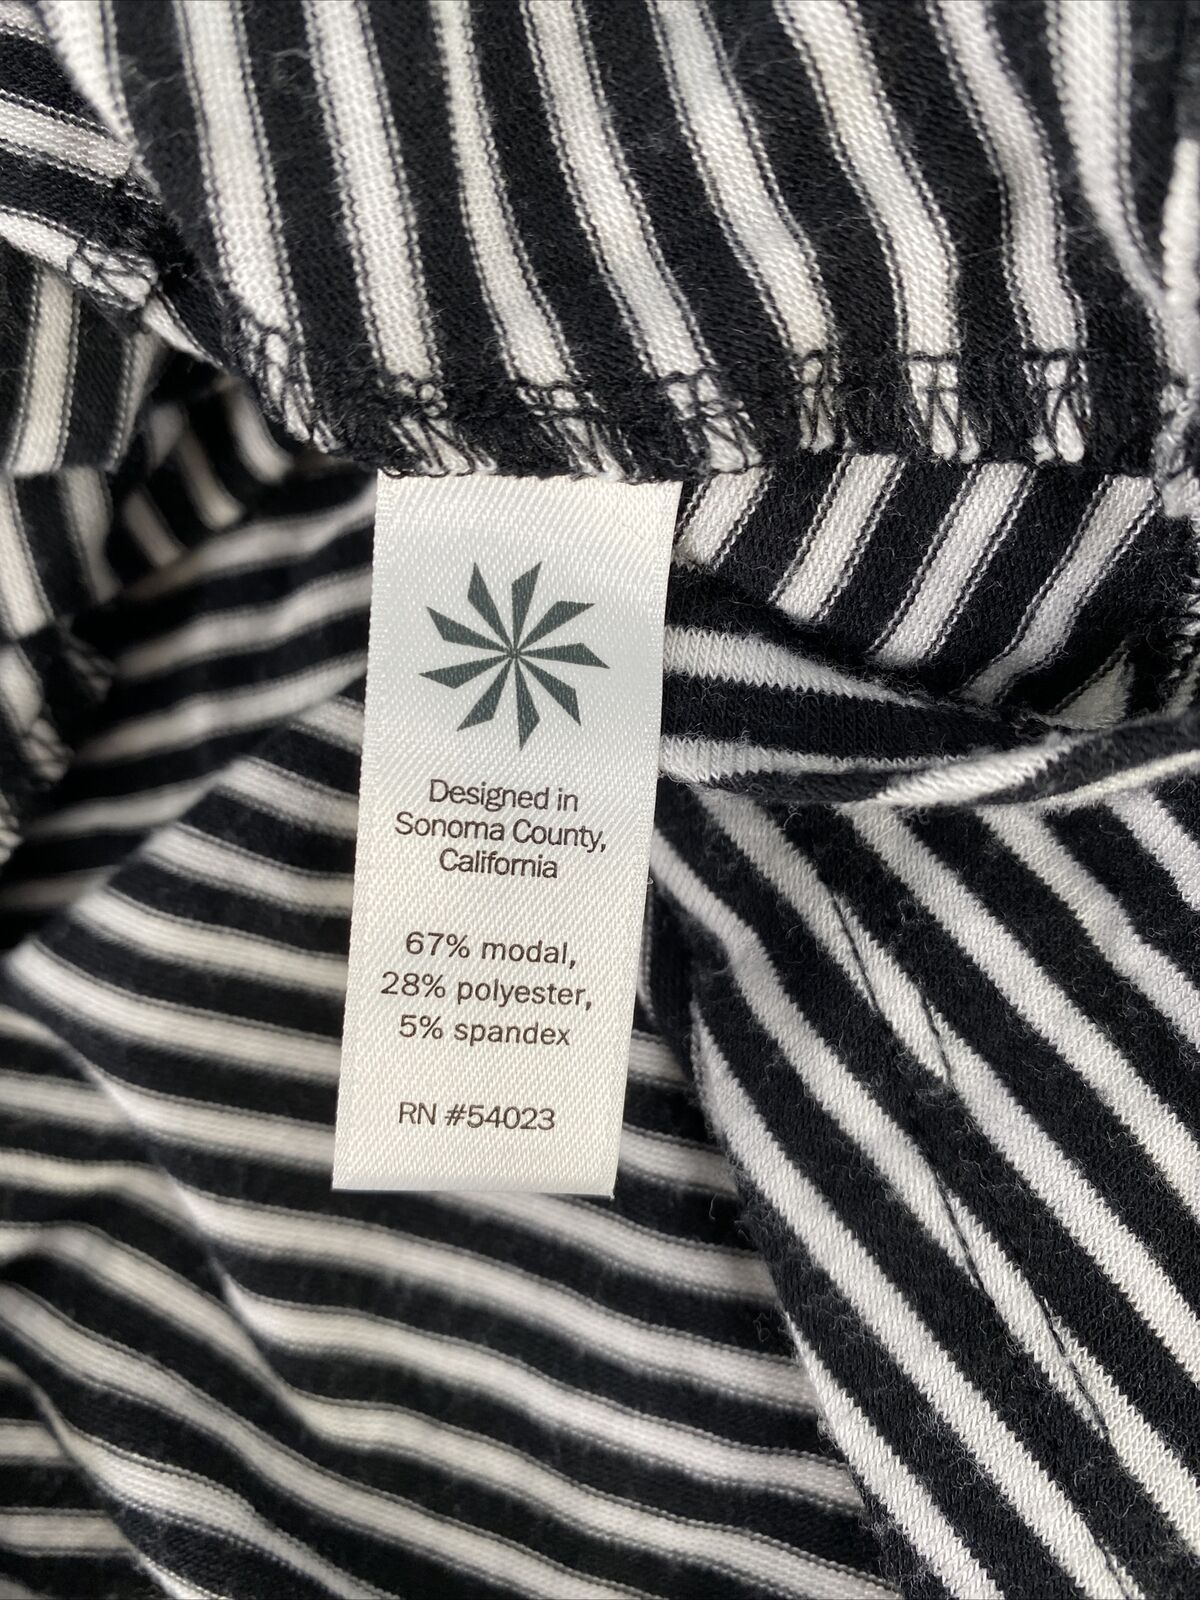 Designed in
Sonoma County,
California
67% modal,
28% polyester,
5% spandex
RN #54023